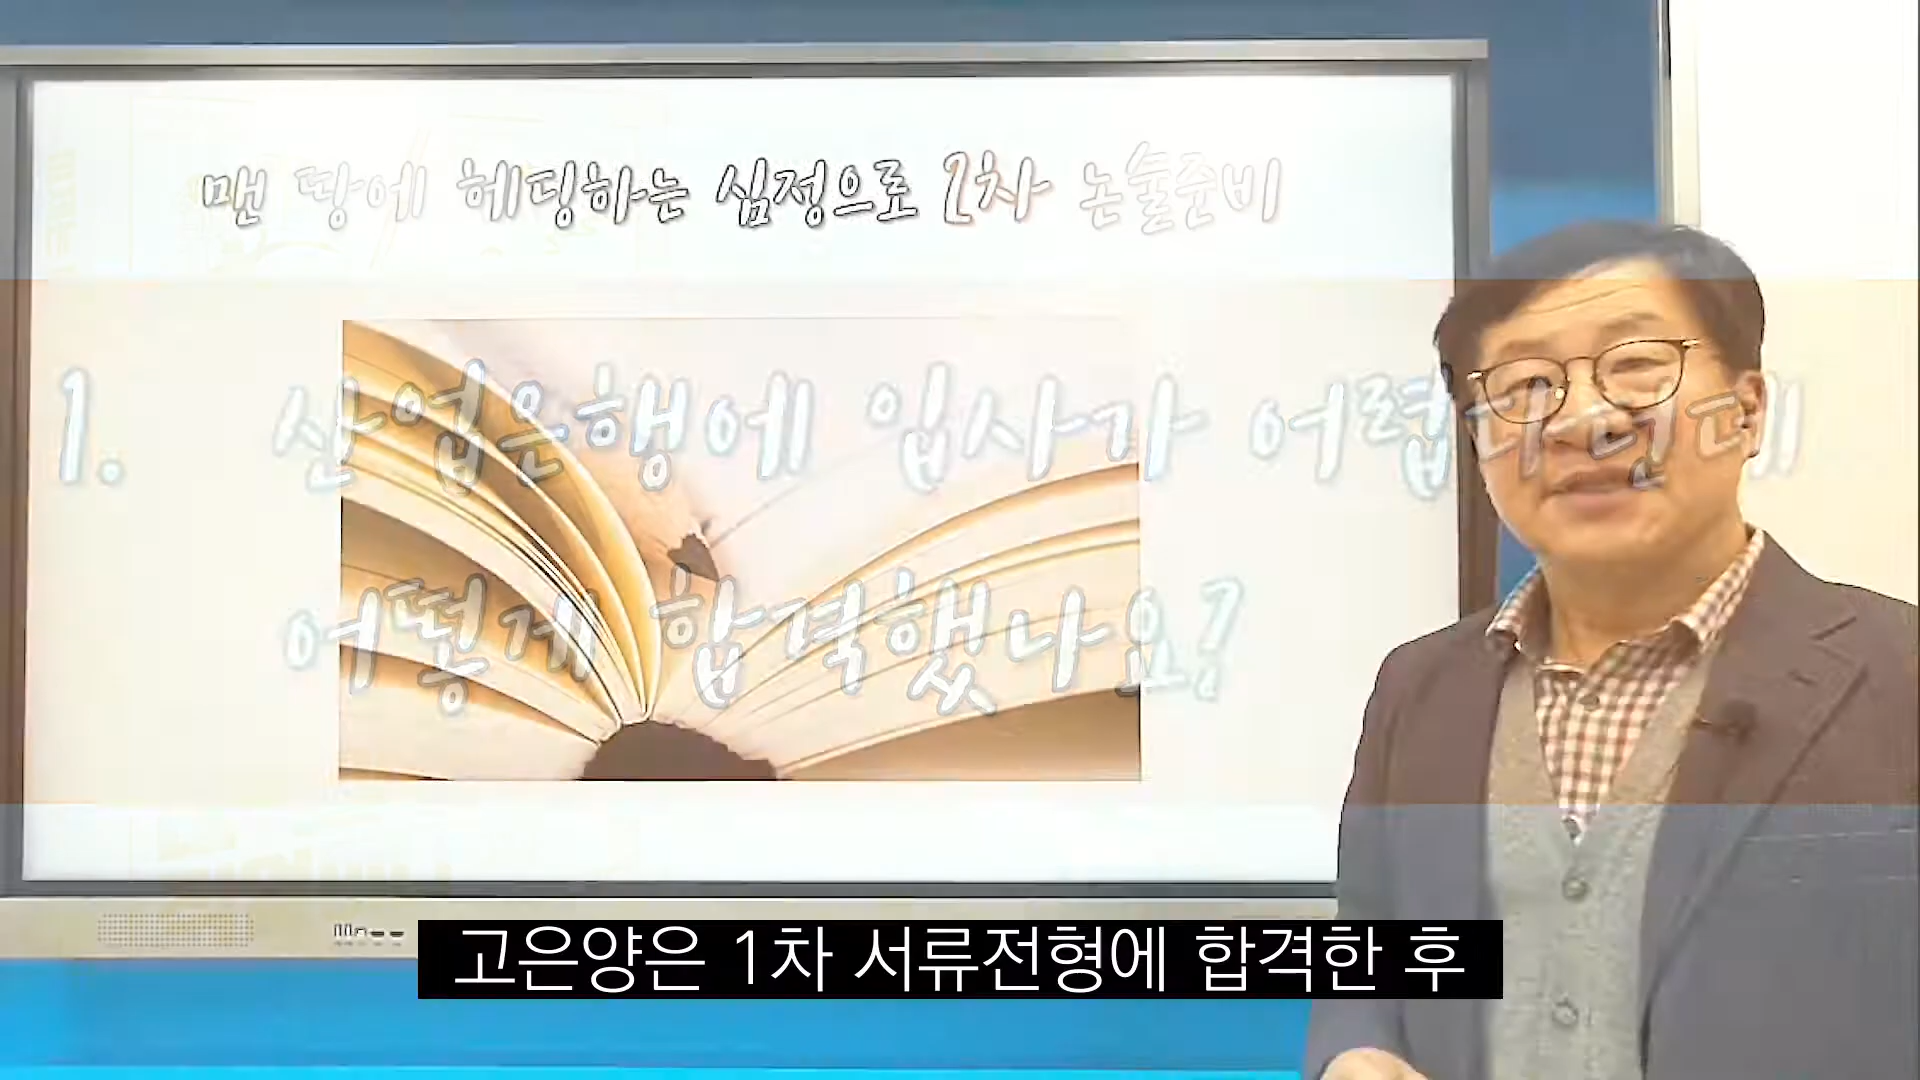 맨 땅에 헤딩하는 심정으로 2차 논술준비
1. 산업은행에 입사가 어렵다던데
어떻게 합격했나요?
고은양은 1차 서류전형에 합격한 후